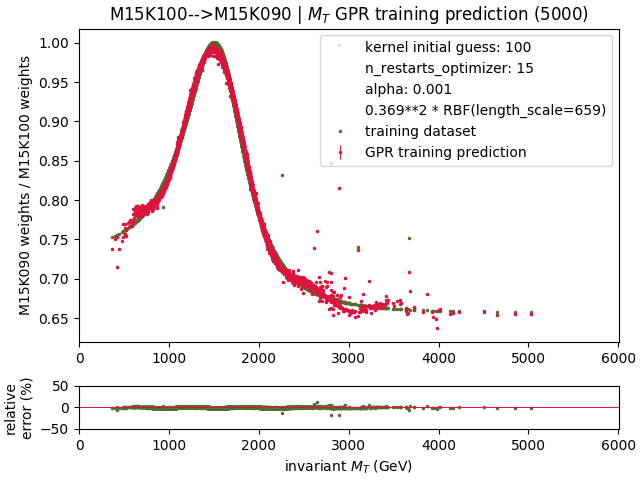 M15K100-->M15K090 | M_T GPR training prediction (5000)
M15K090 weights / M15K100 weights
1.00
0.95
0.90
0.85
0.80
0.75
0.70
0.65
kernel initial guess: 100
n_restarts_optimizer: 15
alpha: 0.001
0.369**2 * RBF(length_scale=659)
training dataset
GPR training prediction
0 1000 2000 3000 4000 5000 6000
relative
error (%)
50
0
−50
0 1000 2000 3000 4000 5000 6000
invariant M_T (GeV)